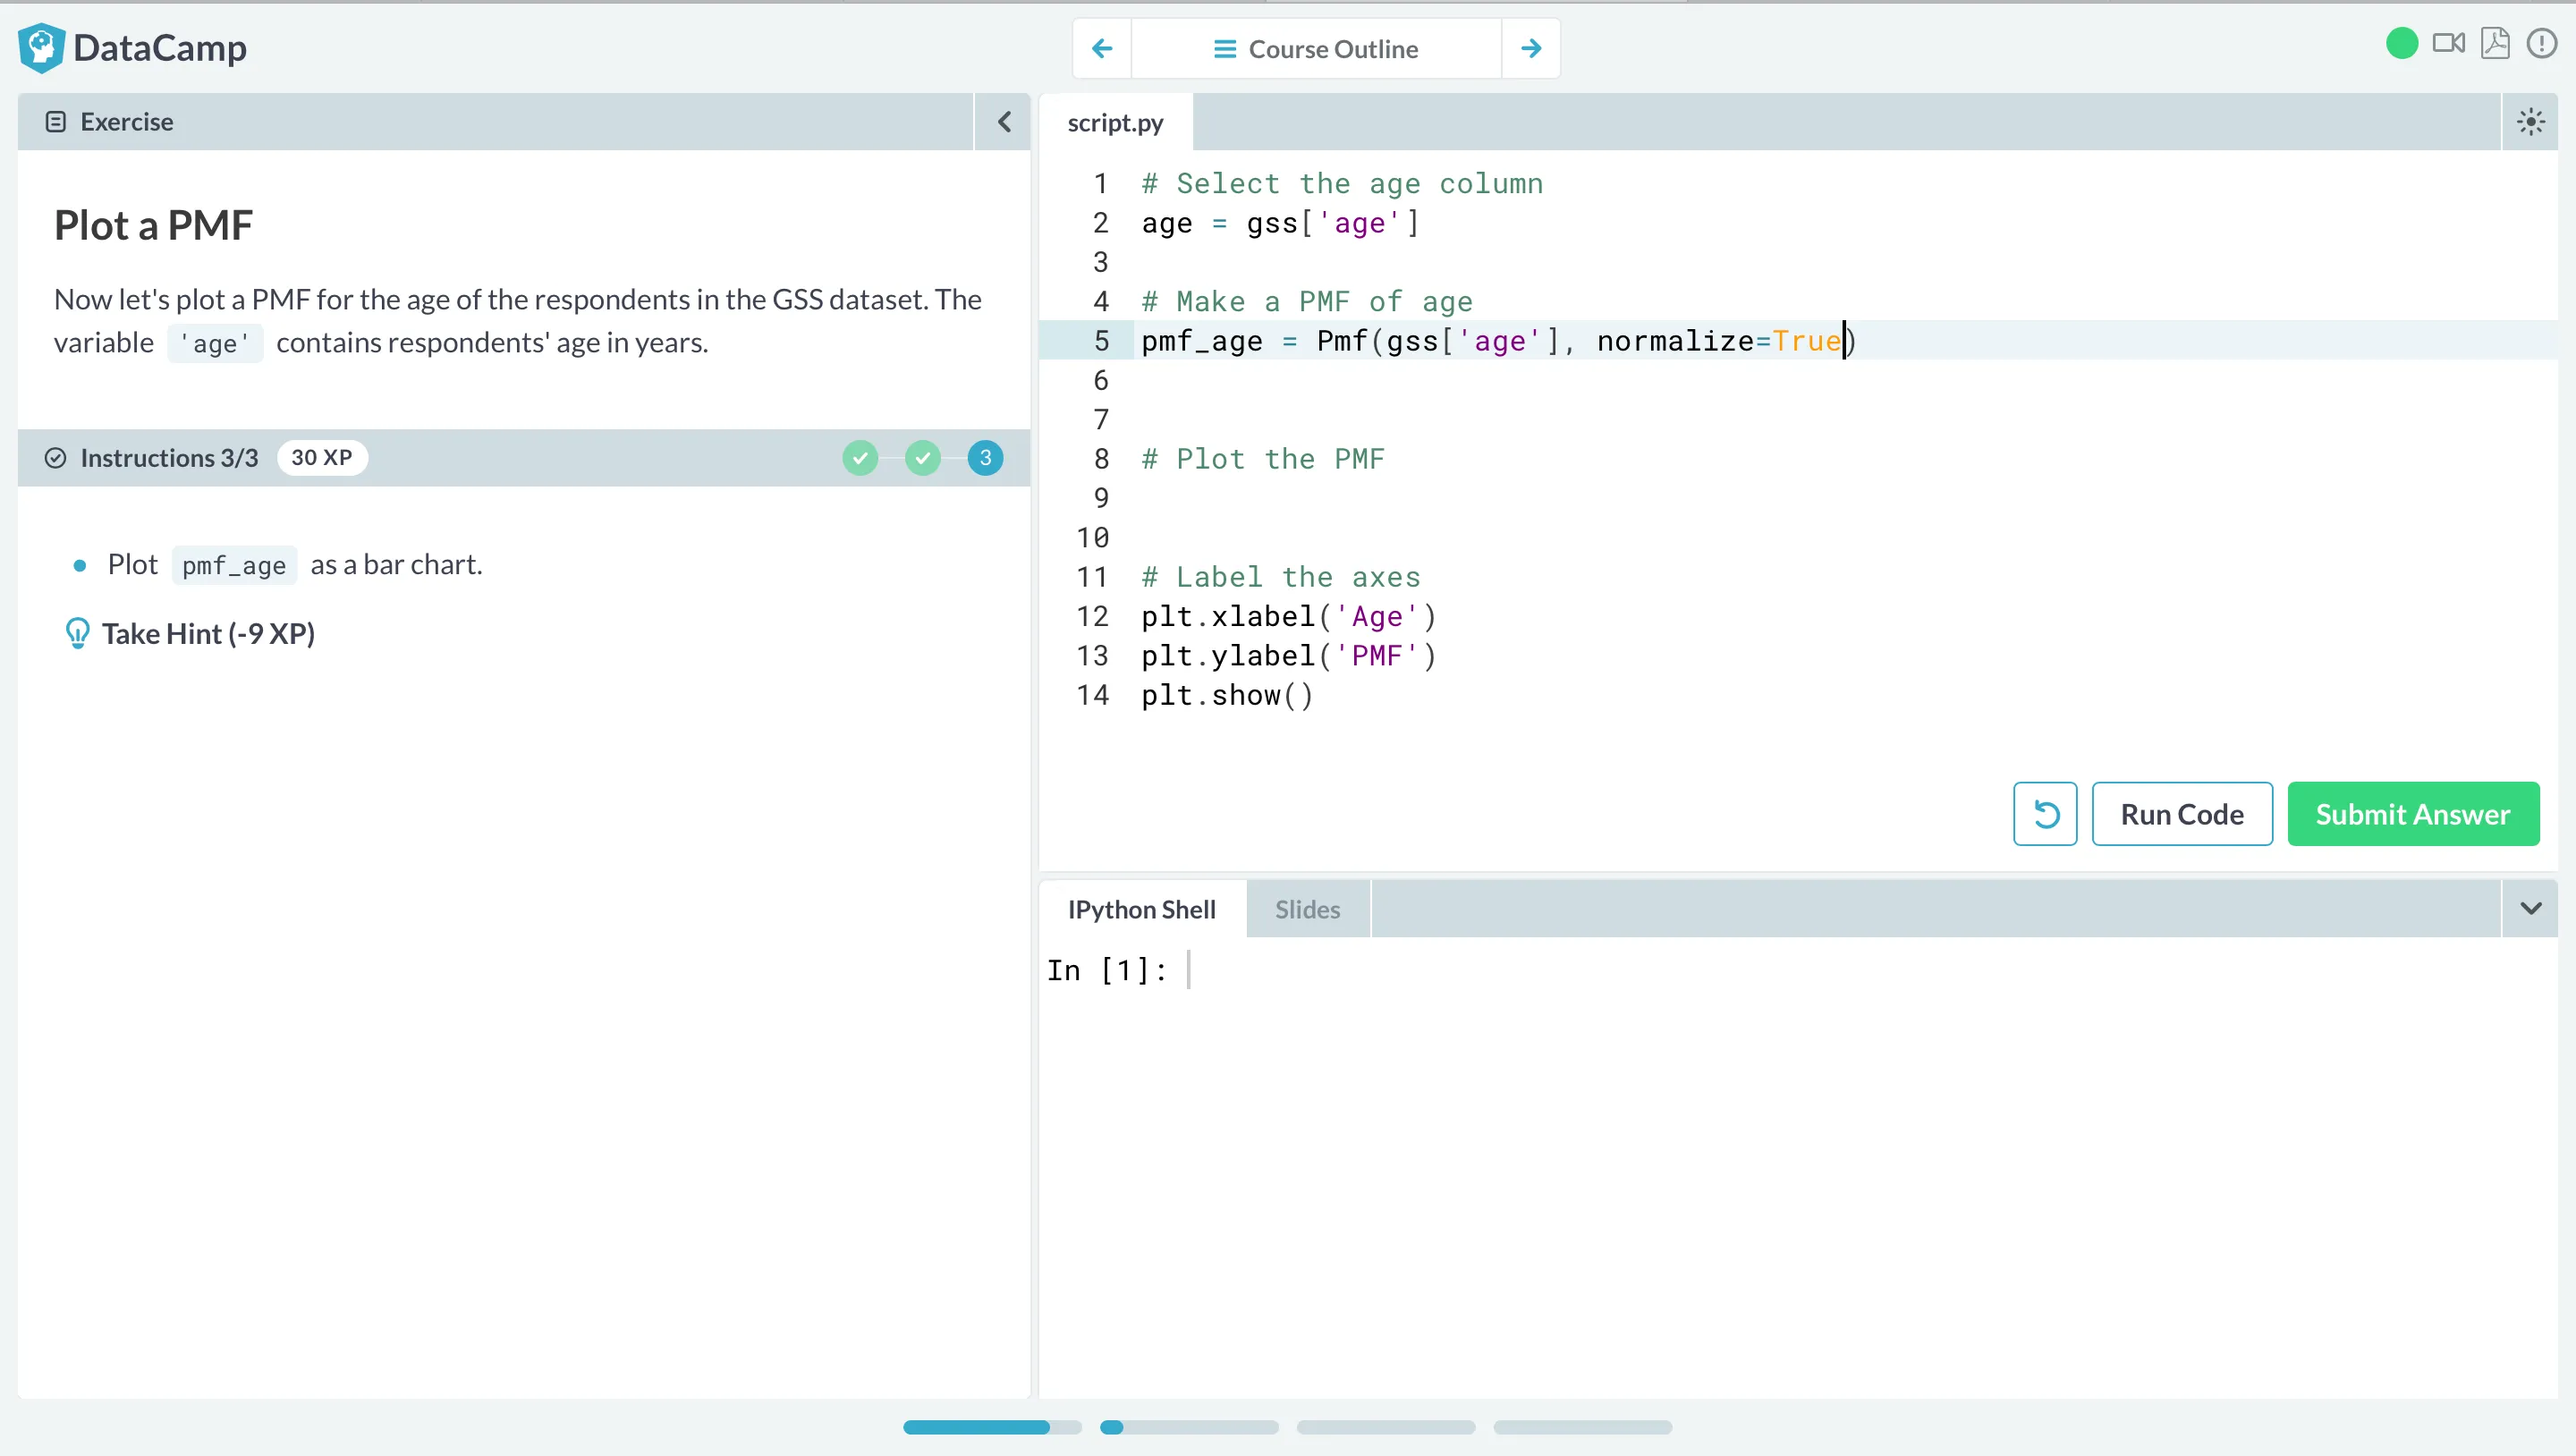 DataCamp
Course Outline
Exercise
Plot a PMF
Now let's plot a PMF for the age of the respondents in the GSS dataset. The
variable 'age' contains respondents' age in years.
Instructions 3/3 30 XP
3
Plot pmf_age as a bar chart.
Take Hint (-9 XP)
script.py
1 # Select the age column
2 age = gss['age']
3
4 # Make a PMF of age
5 pmf_age = Pmf(gss['age'], normalize=True)
6
7
8 # Plot the PMF
9
10
11 # Label the axes
12 plt.xlabel('Age')
13 plt.ylabel('PMF')
14 plt.show()
Run Code
Submit Answer
IPython Shell
Slides
In [1]: